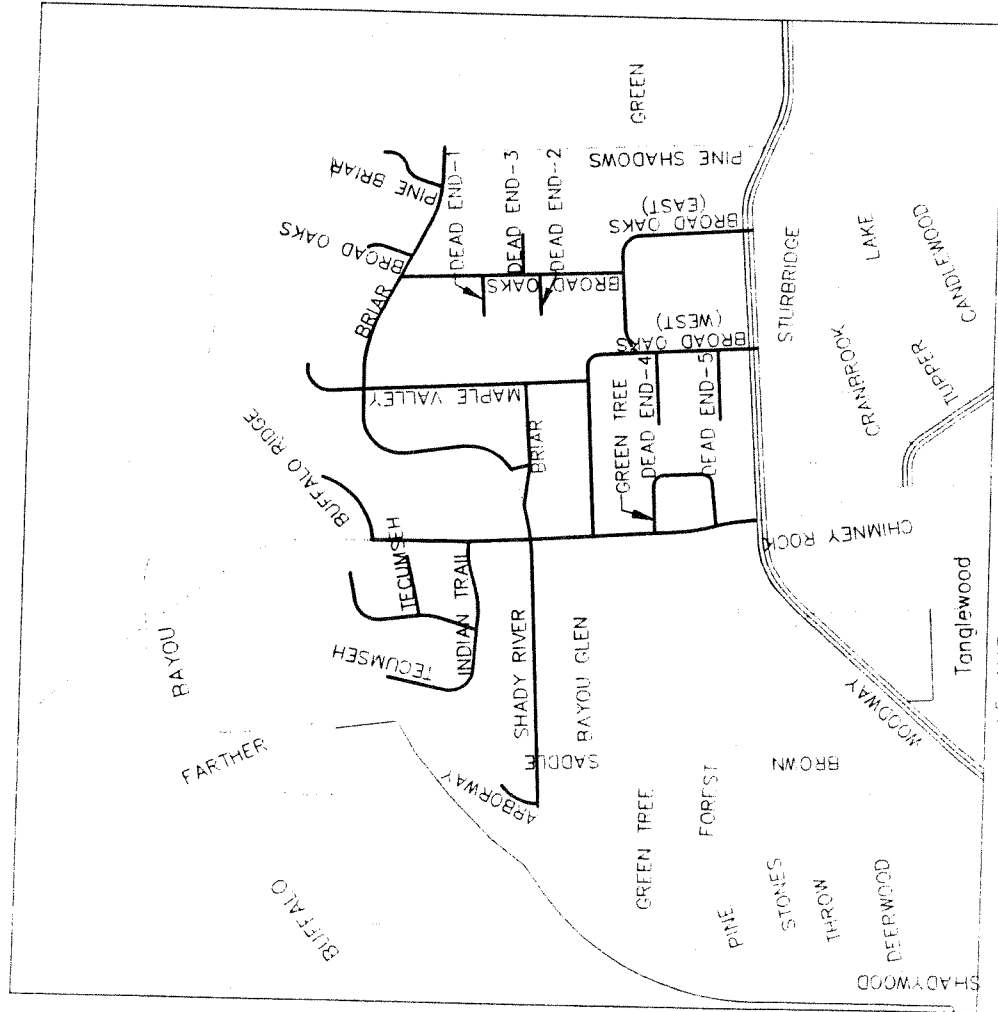 PINE BRIAR
BROAD OAKS
BRIAR
DEAD END-1
DEAD END-3
DEAD END-2
GREEN
PINE SHADOWS
BROAD OAKS
(EAST)
BROAD OAKS
BROAD OAKS
(WEST)
MAPLE VALLEY
BRIAR
BUFFALO RIDGE
GREEN TREE
DEAD END-4
DEAD END-5
STURBRIDGE
LAKE
CANDLEWOOD
CRANBROOK
TUPPER
CHIMNEY ROCK
TECUMSEH
INDIAN TRAIL
TECUMSEH
SHADY RIVER
BAYOU GLEN
BAYOU
FARTHER
SADDLE
ARBORWAY
BUFFALO
WOODWAY
Tanglewood
BROWN
GREEN TREE
FOREST
PINE
STONES
THROW
DEERWOOD
SHADYWOOD